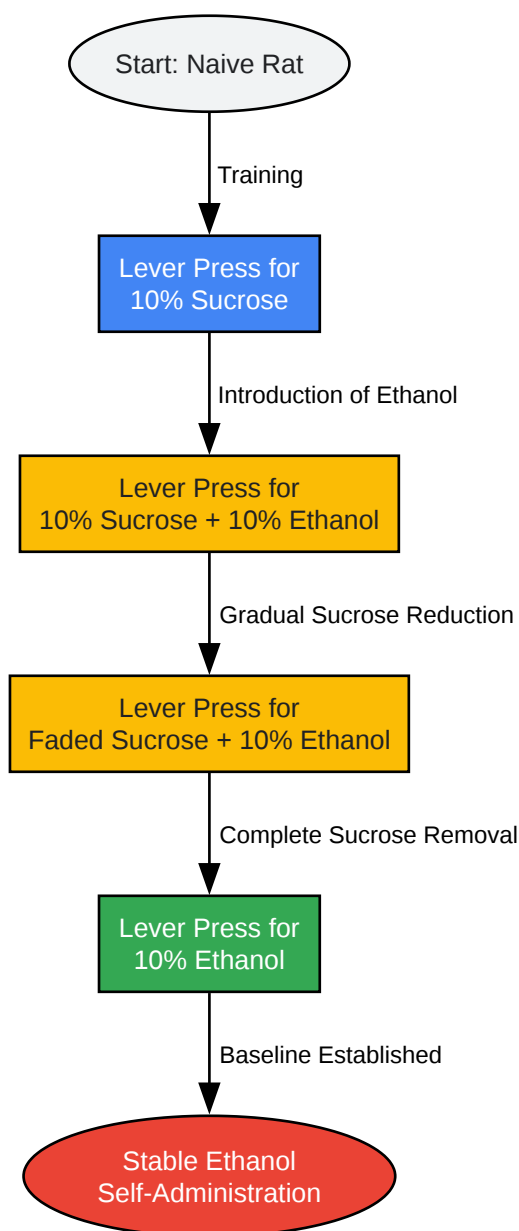 Start: Naive Rat
Training
Lever Press for
10% Sucrose
Introduction of Ethanol
Lever Press for
10% Sucrose + 10% Ethanol
Gradual Sucrose Reduction
Lever Press for
Faded Sucrose + 10% Ethanol
Complete Sucrose Removal
Lever Press for
10% Ethanol
Baseline Established
Stable Ethanol
Self-Administration